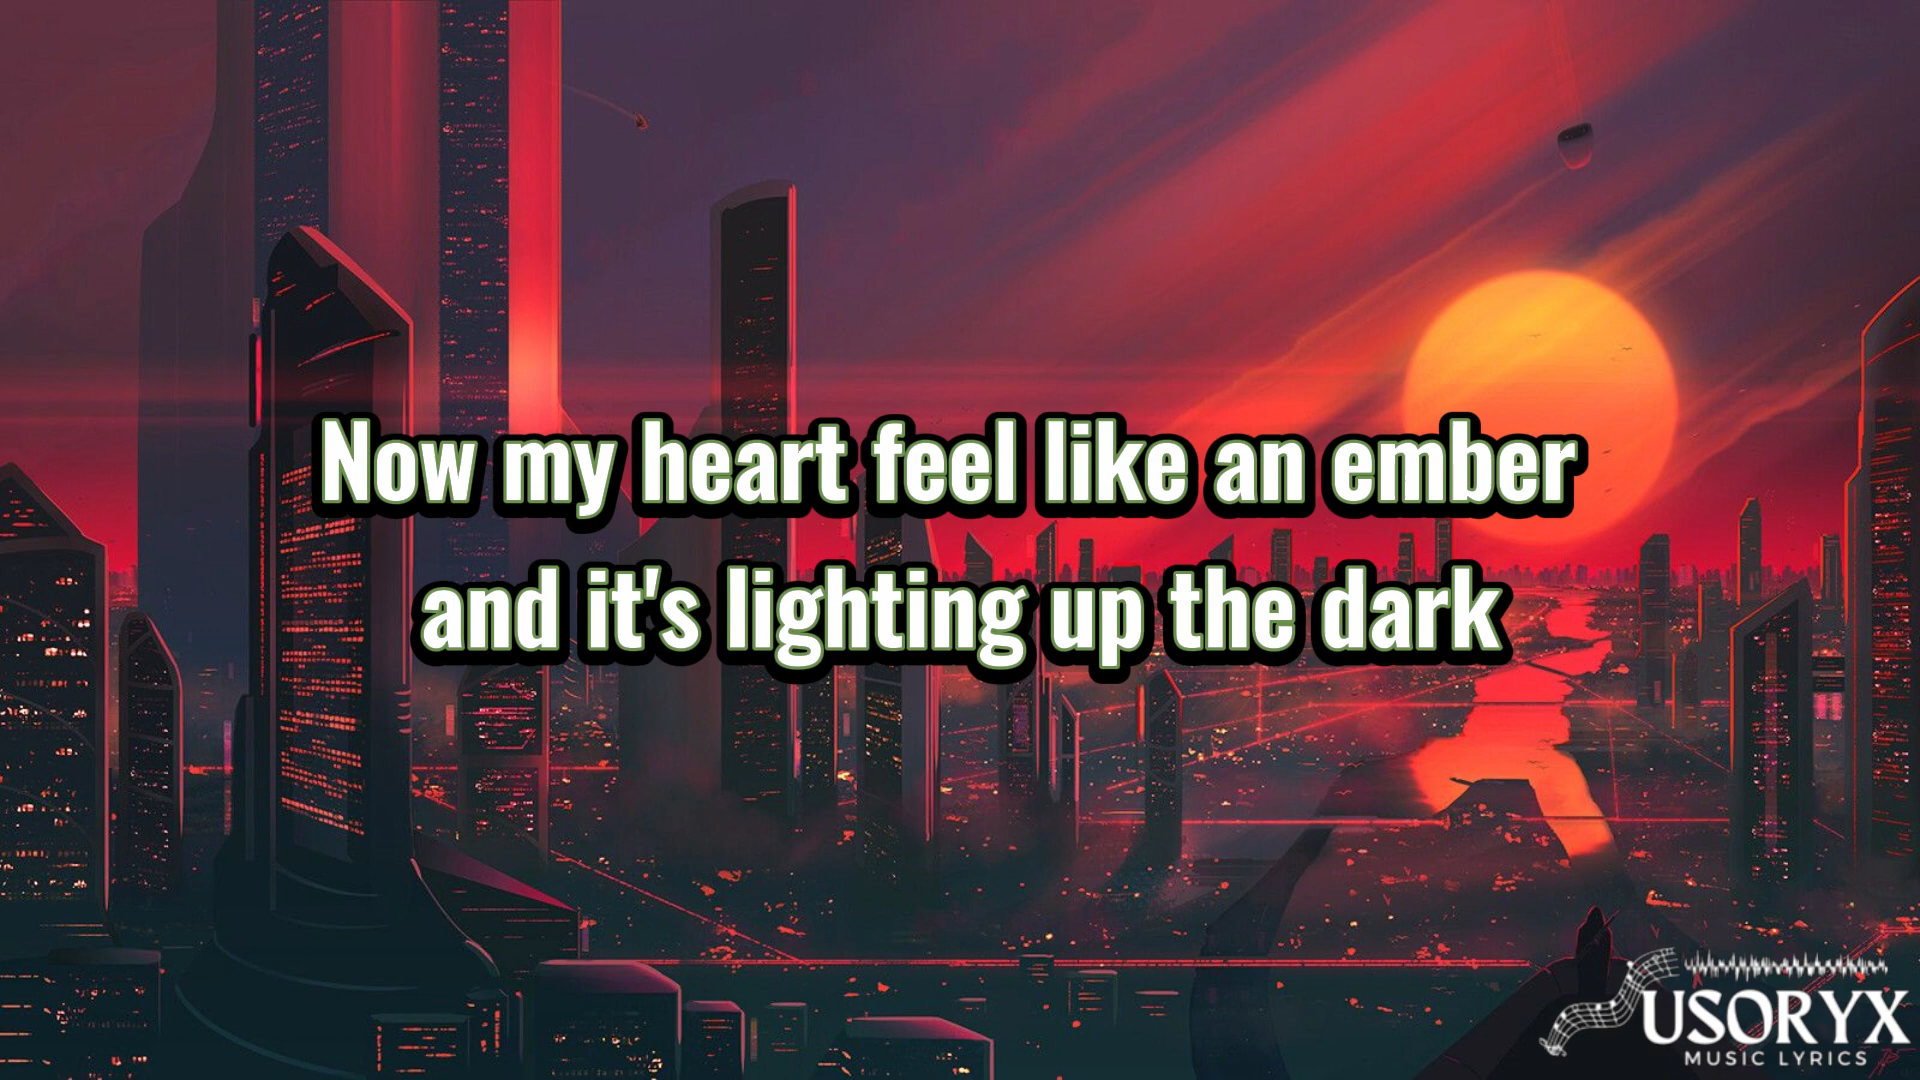 Now my heart feel like an ember
and it's lighting up the dark
USORYX
MUSIC LYRICS